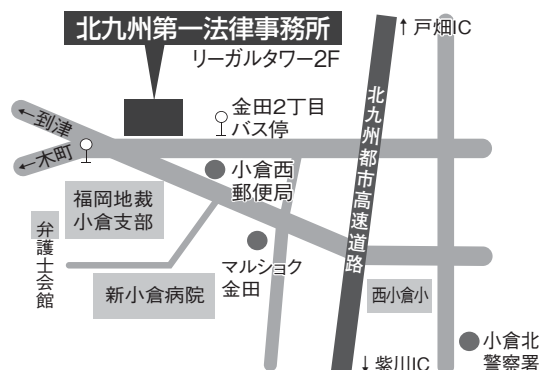 北九州第一法律事務所
リーガルタワー2F
↑戸畑IC
←到津
←木町
金田2丁目
バス停
北九州都市高速道路
小倉西
郵便局
福岡地裁
小倉支部
弁護士会館
マルショク
金田
新小倉病院
西小倉小
小倉北
警察署
↓紫川IC